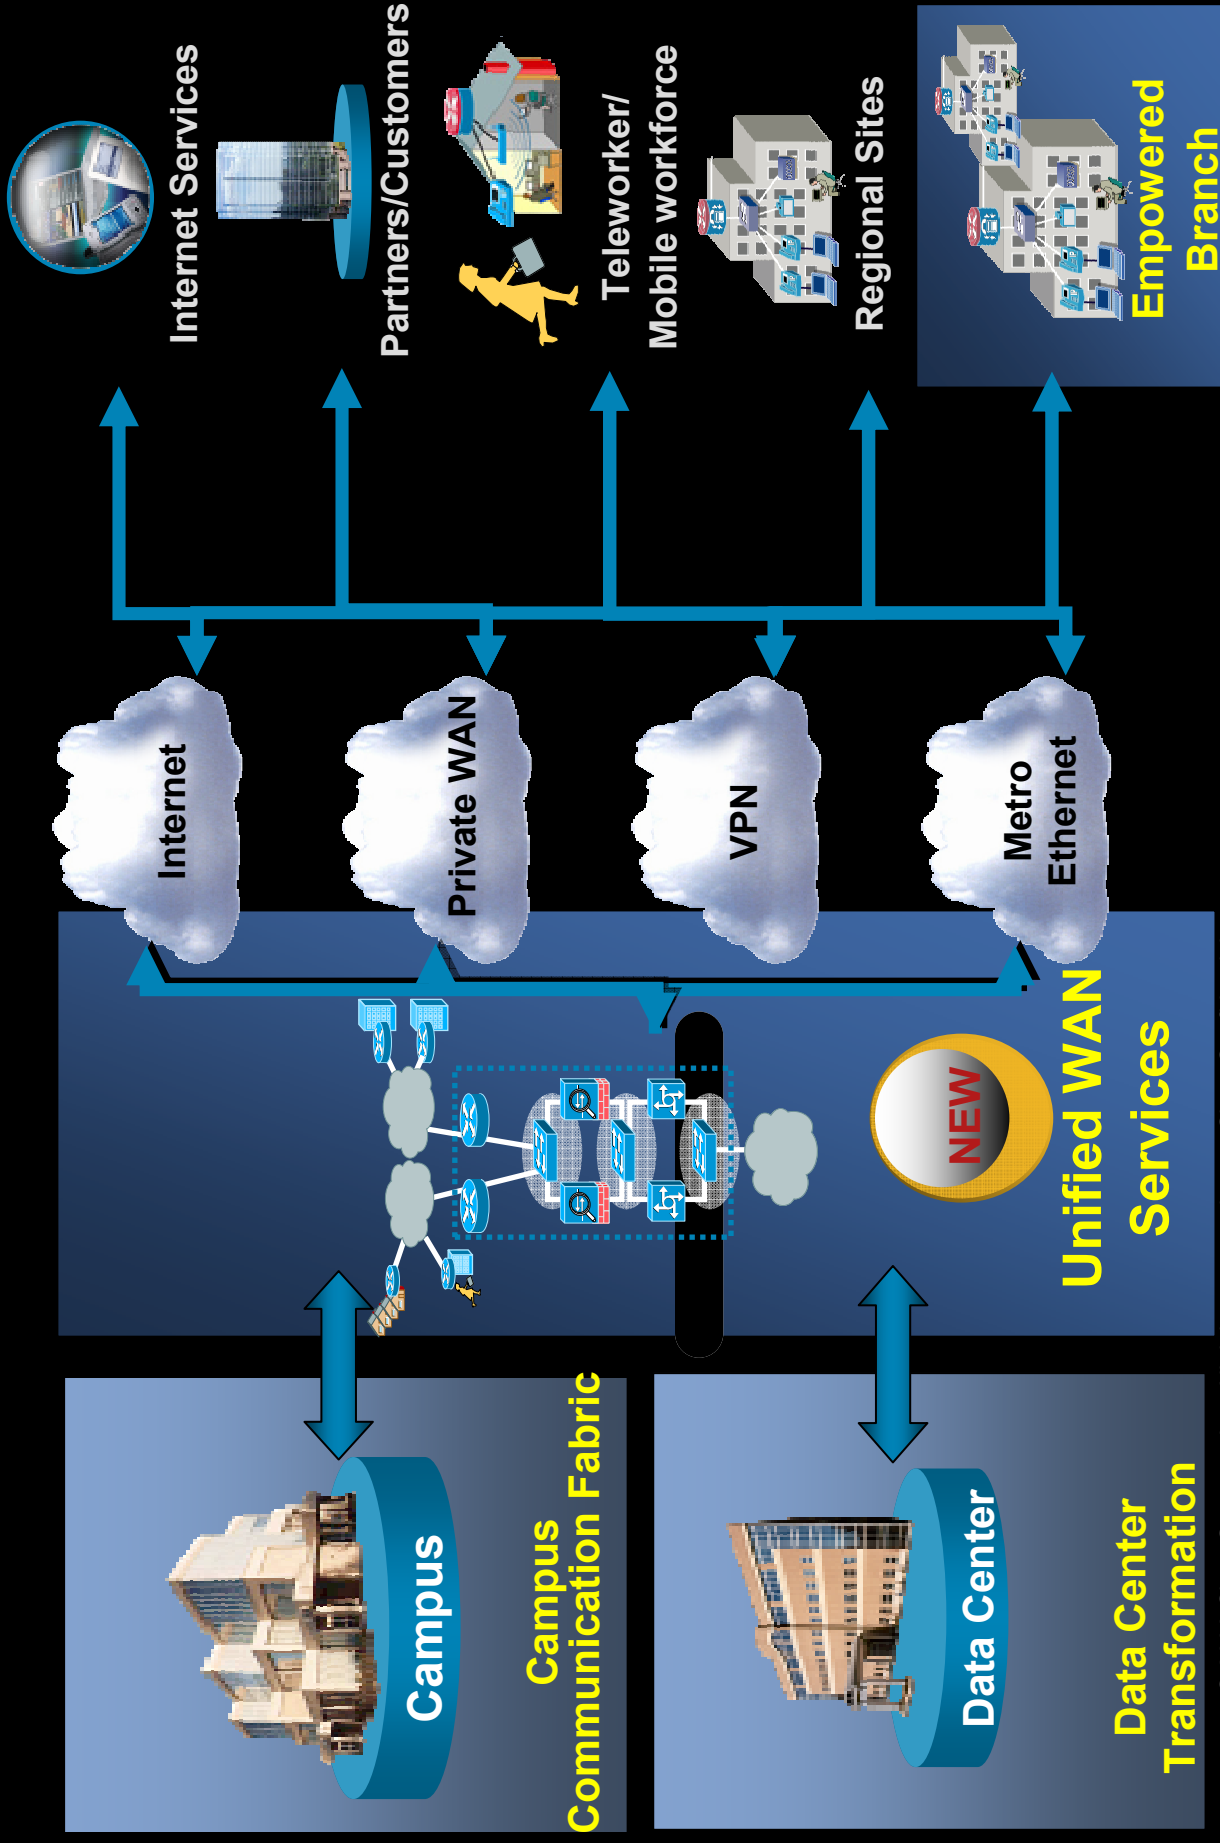 Campus
Campus
Communication Fabric
Data Center
Data Center
Transformation
NEW
Unified WAN
Services
Internet
Private WAN
VPN
Metro
Ethernet
Internet Services
Partners/Customers
Teleworker/
Mobile workforce
Regional Sites
Empowered
Branch